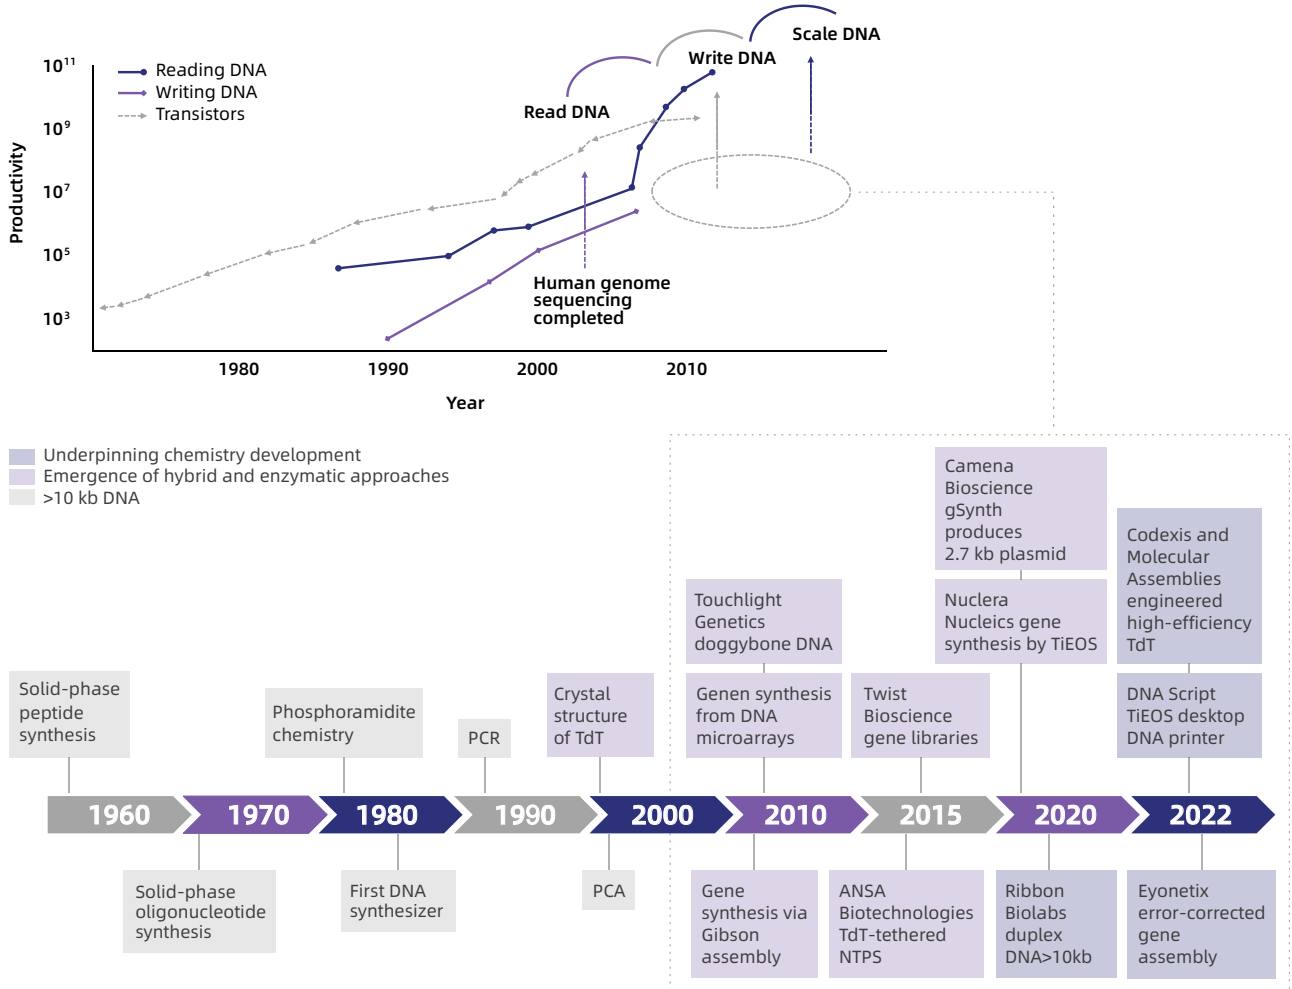 Scale DNA
Write DNA
Read DNA
Reading DNA
Writing DNA
Transistors
Productivity
10¹¹
10⁹
10⁷
10⁵
10³
Human genome
sequencing
completed
1980
1990
2000
2010
Year
Underpinning chemistry development
Emergence of hybrid and enzymatic approaches
>10 kb DNA
Solid-phase
peptide
synthesis
Phosphoramidite
chemistry
PCR
Crystal
structure
of TdT
Touchlight
Genetics
doggybone DNA
Genen synthesis
from DNA
microarrays
Twist
Bioscience
gene libraries
Camena
Bioscience
gSynth
produces
2.7 kb plasmid
Nuclera
Nucleics gene
synthesis by TiEOS
Codexis and
Molecular
Assemblies
engineered
high-efficiency
TdT
DNA Script
TiEOS desktop
DNA printer
1960
1970
1980
1990
2000
2010
2015
2020
2022
Solid-phase
oligonucleotide
synthesis
First DNA
synthesizer
PCA
Gene
synthesis via
Gibson
assembly
ANSA
Biotechnologies
TdT-tethered
NTPS
Ribbon
Biolabs
duplex
DNA>10kb
Eyonetix
error-corrected
gene
assembly